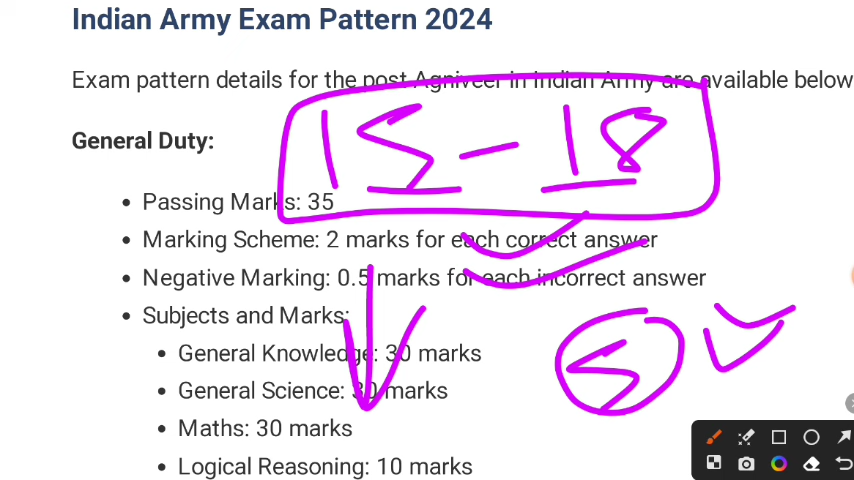 Indian Army Exam Pattern 2024
Exam pattern details for the post Agniveer in Indian Army are available below
15-18
General Duty:
• Passing Marks: 35
• Marking Scheme: 2 marks for each correct answer
• Negative Marking: 0.5 marks for each incorrect answer
• Subjects and Marks:
• General Knowledge: 30 marks
5
• General Science: 30 marks
• Maths: 30 marks
• Logical Reasoning: 10 marks